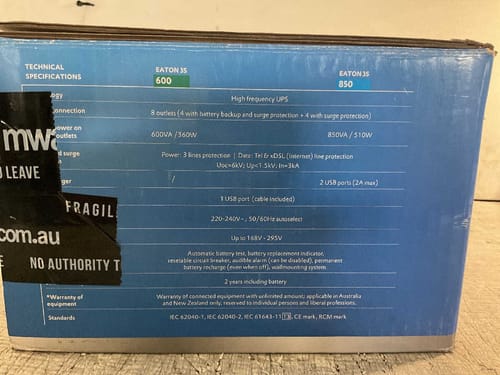 TECHNICAL
SPECIFICATIONS
EATON 3S
600
EATON 3S
850
High frequency UPS
8 outlets (4 with battery backup and surge protection + 4 with surge protection)
600VA / 360W
850VA / 510W
Power: 3 lines protection | Data: Tel & xDSL (Internet) line protection
Uoc=6kV; Up<1.5kV; In=3kA
/
2 USB ports (2A max)
1 USB port (cable included)
220-240V~; 50/60Hz autoselect
Up to 168V - 295V
Automatic battery test, battery replacement indicator,
resetable circuit breaker, audible alarm (can be disabled), permanent
battery recharge (even when off), wallmounting system.
2 years including battery
*Warranty of
equipment
Warranty of connected equipment with unlimited amount; applicable in Australia
and New Zealand only, reserved to individual persons and liberal professions.
Standards
IEC 62040-1, IEC 62040-2, IEC 61643-11 T3, CE mark, RCM mark
mwa
LEAVE
FRAGIL
com.au
NO AUTHORITY T